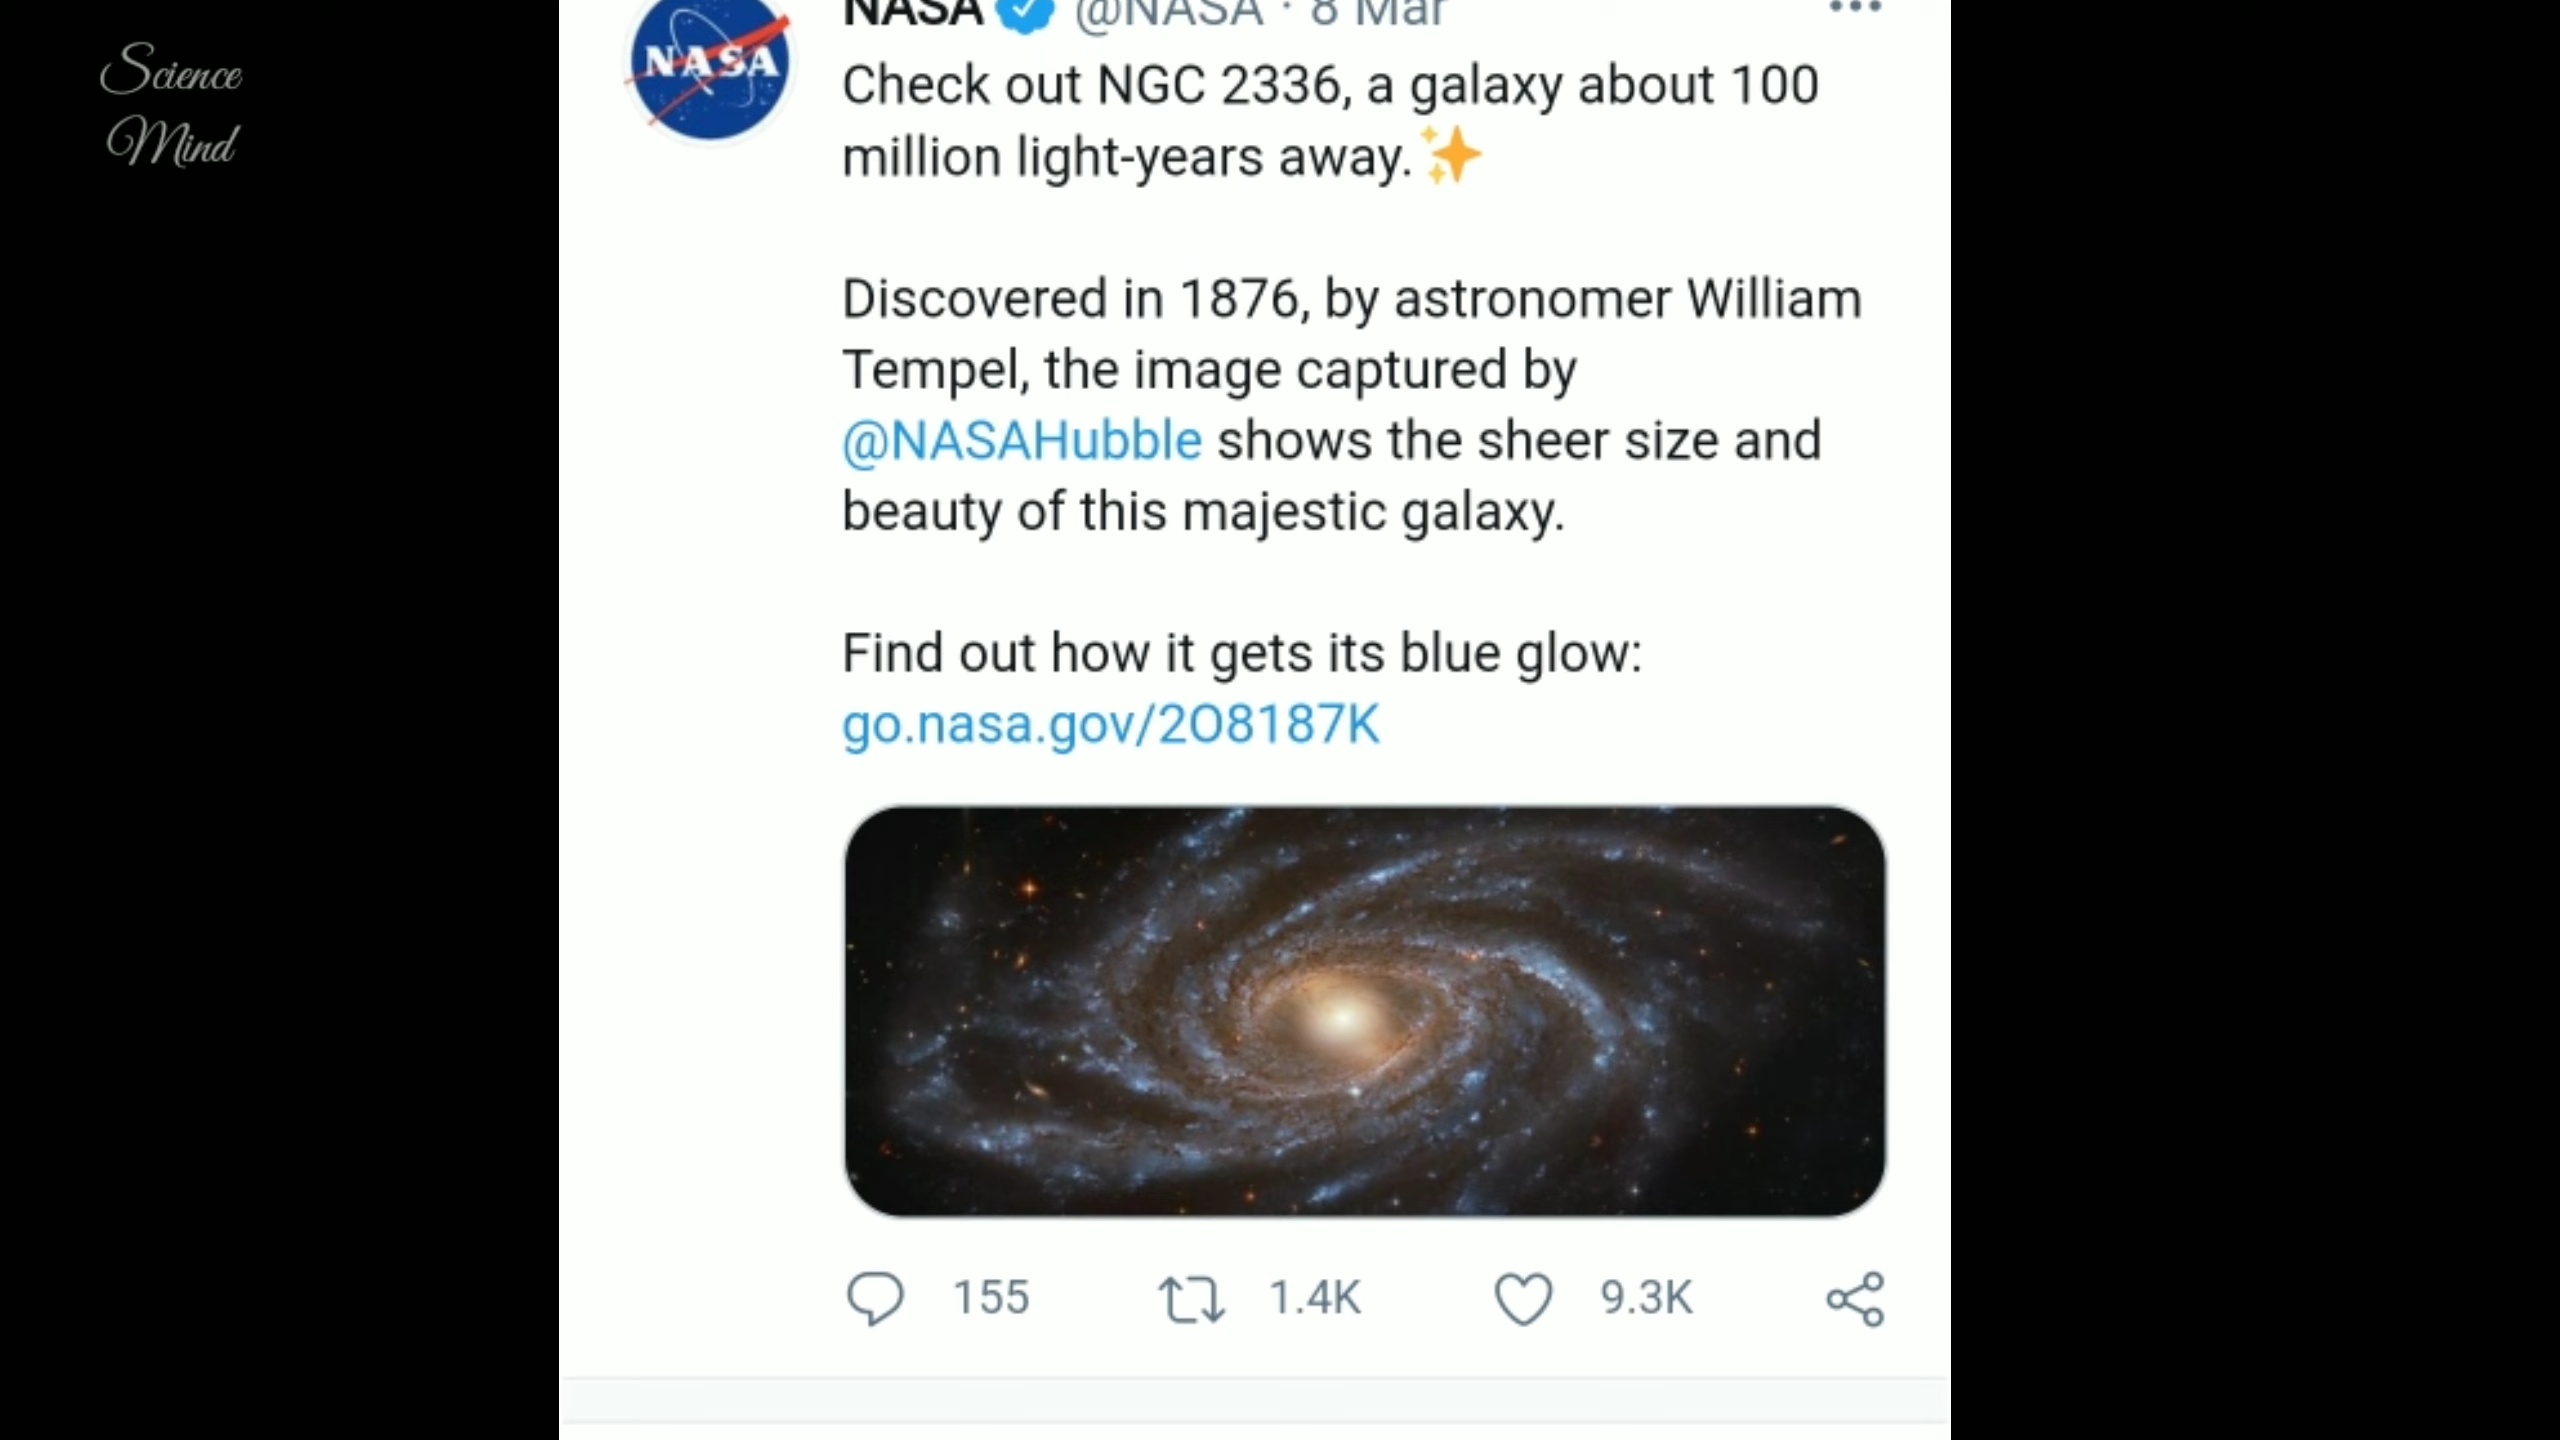 Science
Mind
NASA @NASA · 8 Mar
NASA
Check out NGC 2336, a galaxy about 100
million light-years away.✨
Discovered in 1876, by astronomer William
Tempel, the image captured by
@NASAHubble shows the sheer size and
beauty of this majestic galaxy.
Find out how it gets its blue glow:
go.nasa.gov/2O8187K
155 1.4K 9.3K